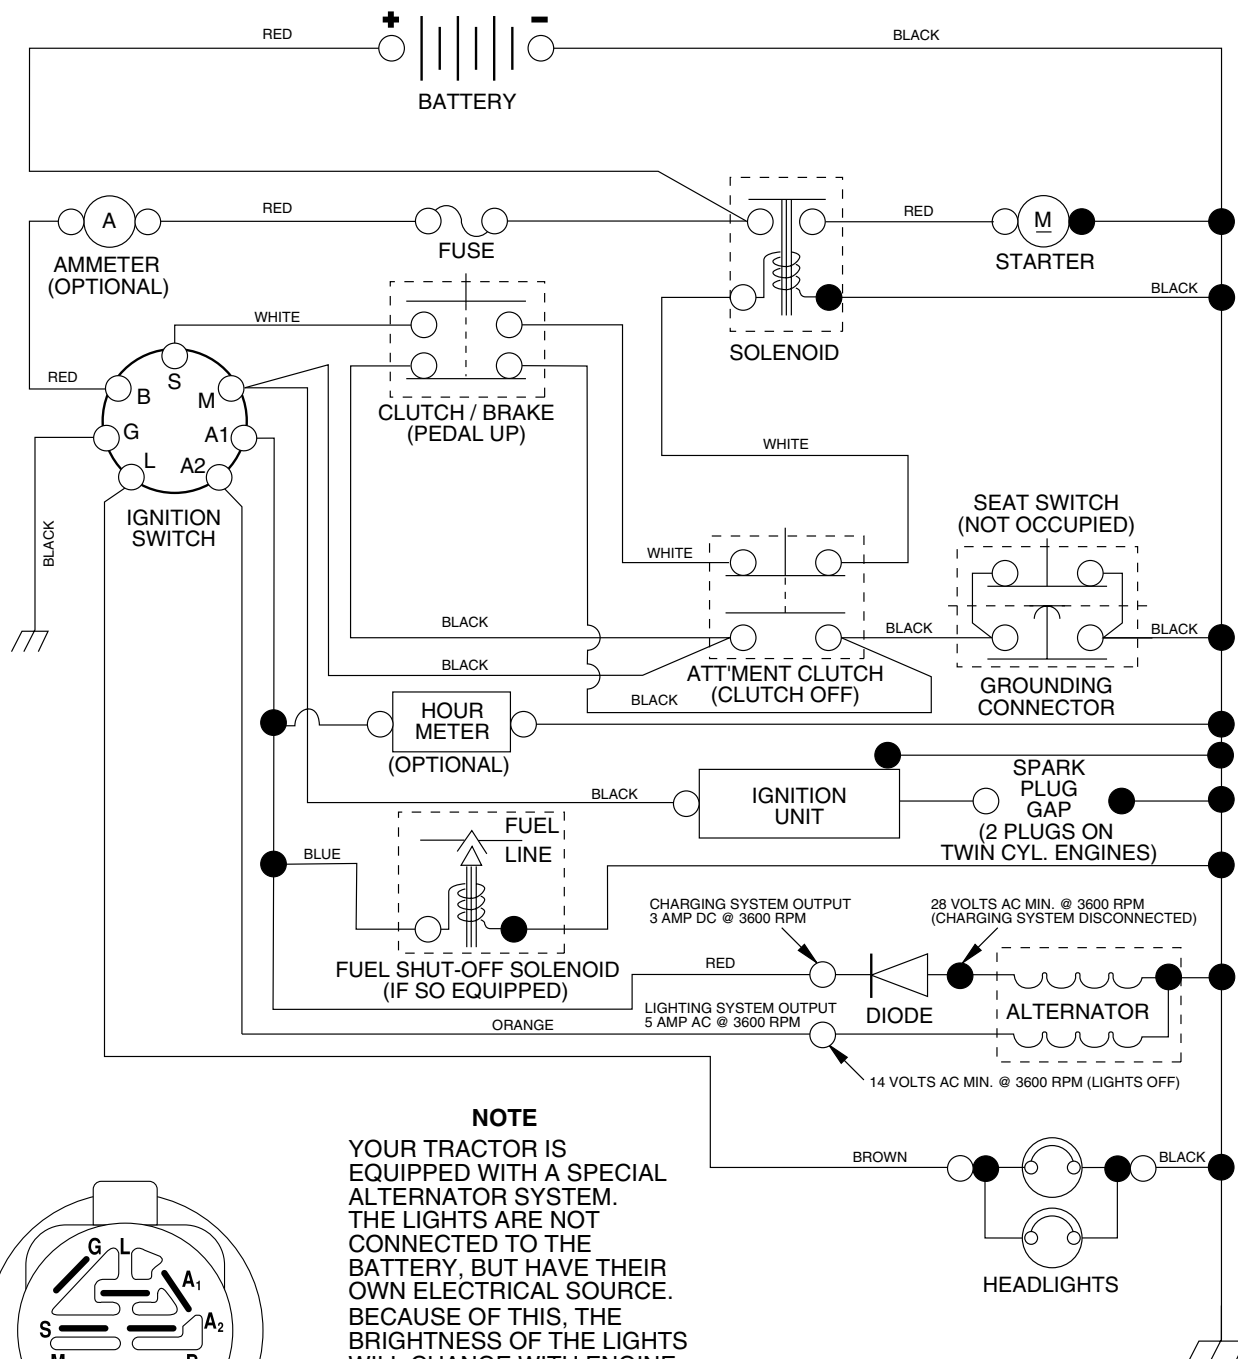 + -
RED
BLACK
BATTERY
A
RED
FUSE
RED
M
STARTER
AMMETER
(OPTIONAL)
BLACK
SOLENOID
WHITE
RED
S
B
M
G
A1
L
A2
IGNITION
SWITCH
CLUTCH / BRAKE
(PEDAL UP)
WHITE
BLACK
SEAT SWITCH
(NOT OCCUPIED)
WHITE
BLACK
BLACK
BLACK
BLACK
BLACK
ATT'MENT CLUTCH
(CLUTCH OFF)
GROUNDING
CONNECTOR
HOUR
METER
(OPTIONAL)
BLACK
IGNITION
UNIT
SPARK
PLUG
GAP
(2 PLUGS ON
TWIN CYL. ENGINES)
FUEL
LINE
BLUE
FUEL SHUT-OFF SOLENOID
(IF SO EQUIPPED)
CHARGING SYSTEM OUTPUT
3 AMP DC @ 3600 RPM
28 VOLTS AC MIN. @ 3600 RPM
(CHARGING SYSTEM DISCONNECTED)
RED
DIODE
ALTERNATOR
LIGHTING SYSTEM OUTPUT
5 AMP AC @ 3600 RPM
ORANGE
14 VOLTS AC MIN. @ 3600 RPM (LIGHTS OFF)
BROWN
BLACK
HEADLIGHTS
NOTE
YOUR TRACTOR IS
EQUIPPED WITH A SPECIAL
ALTERNATOR SYSTEM.
THE LIGHTS ARE NOT
CONNECTED TO THE
BATTERY, BUT HAVE THEIR
OWN ELECTRICAL SOURCE.
BECAUSE OF THIS, THE
BRIGHTNESS OF THE LIGHTS
WILL CHANGE WITH ENGINE
G L
A1
A2
S
M
B